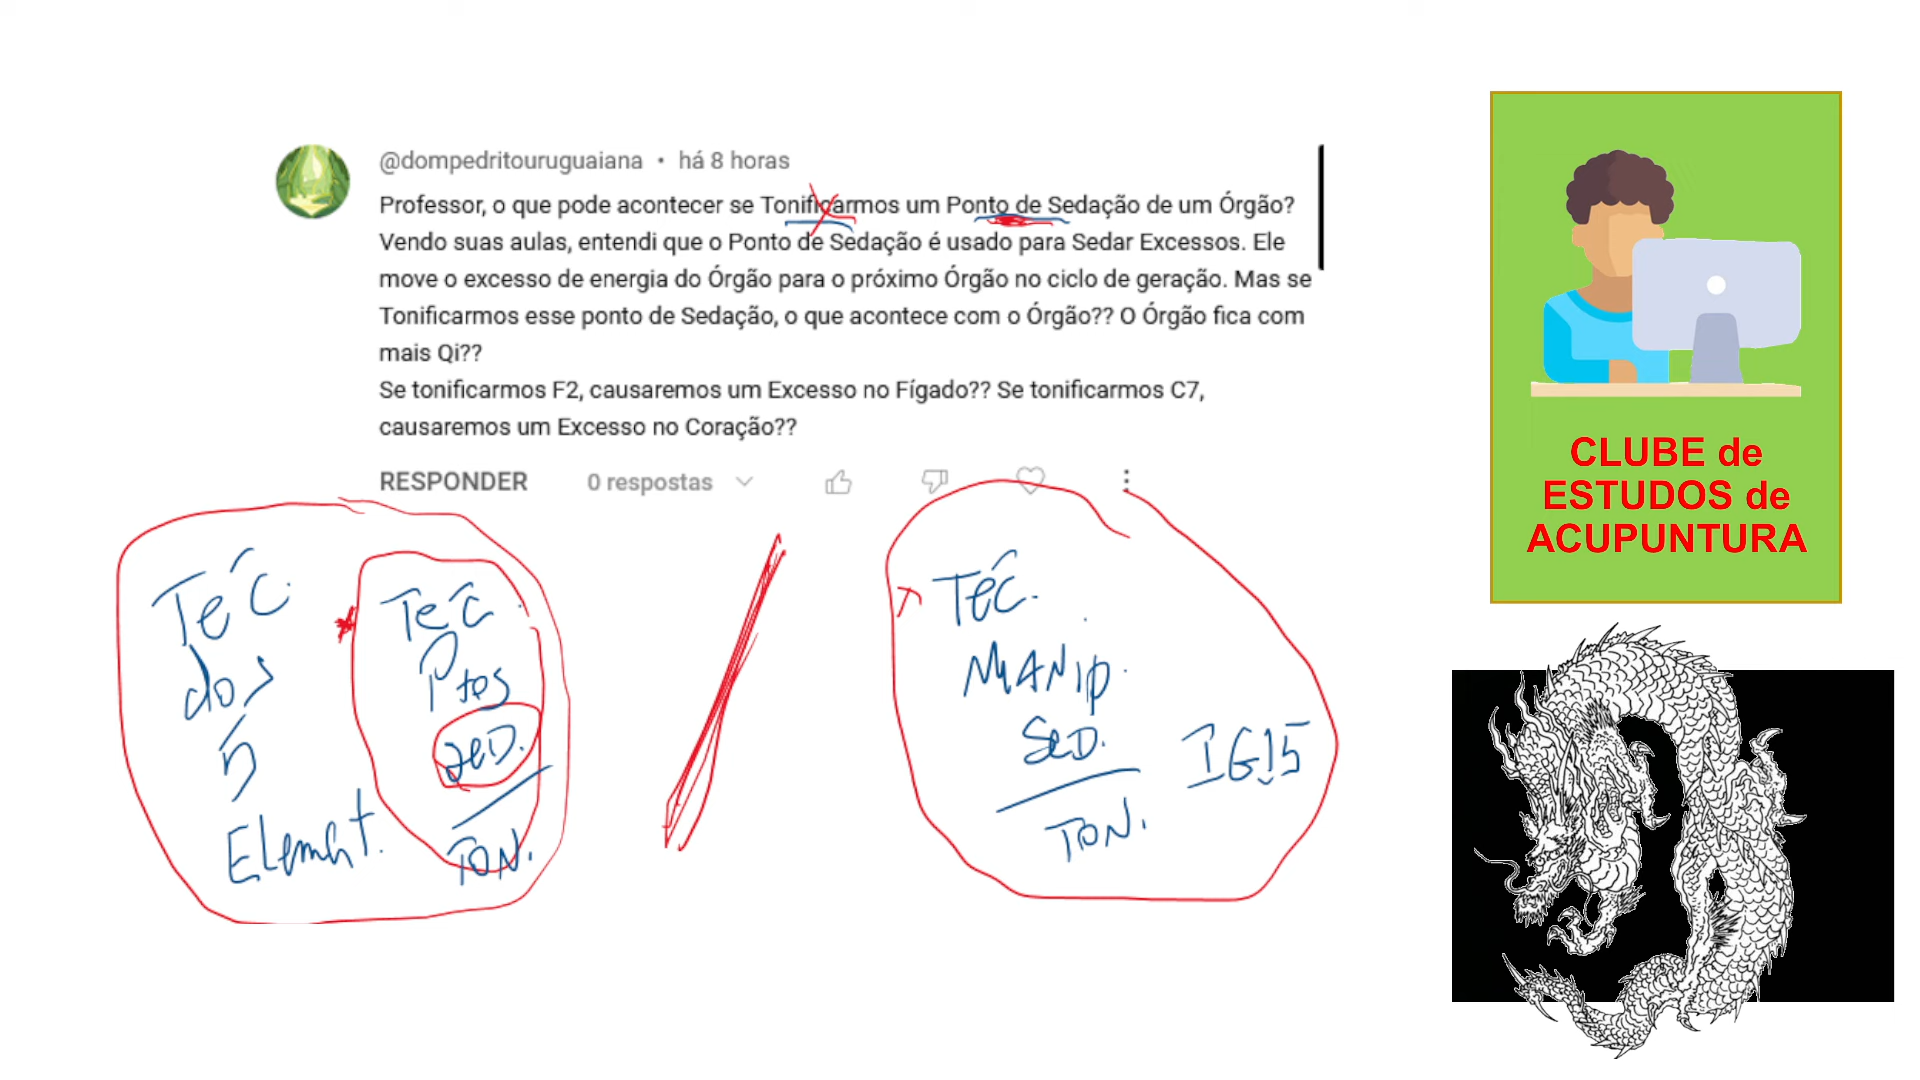 @dompedritouruguaiana • há 8 horas
Professor, o que pode acontecer se Tonificarmos um Ponto de Sedação de um Órgão?
Vendo suas aulas, entendi que o Ponto de Sedação é usado para Sedar Excessos. Ele
move o excesso de energia do Órgão para o próximo Órgão no ciclo de geração. Mas se
Tonificarmos esse ponto de Sedação, o que acontece com o Órgão?? O Órgão fica com
mais Qi??
Se tonificarmos F2, causaremos um Excesso no Fígado?? Se tonificarmos C7,
causaremos um Excesso no Coração??
RESPONDER 0 respostas
Téc.
dos
5
Element.
Téc.
Ptos
SeD.
TON.
Téc.
MANIP.
SeD.
TON.
IG15
CLUBE de
ESTUDOS de
ACUPUNTURA